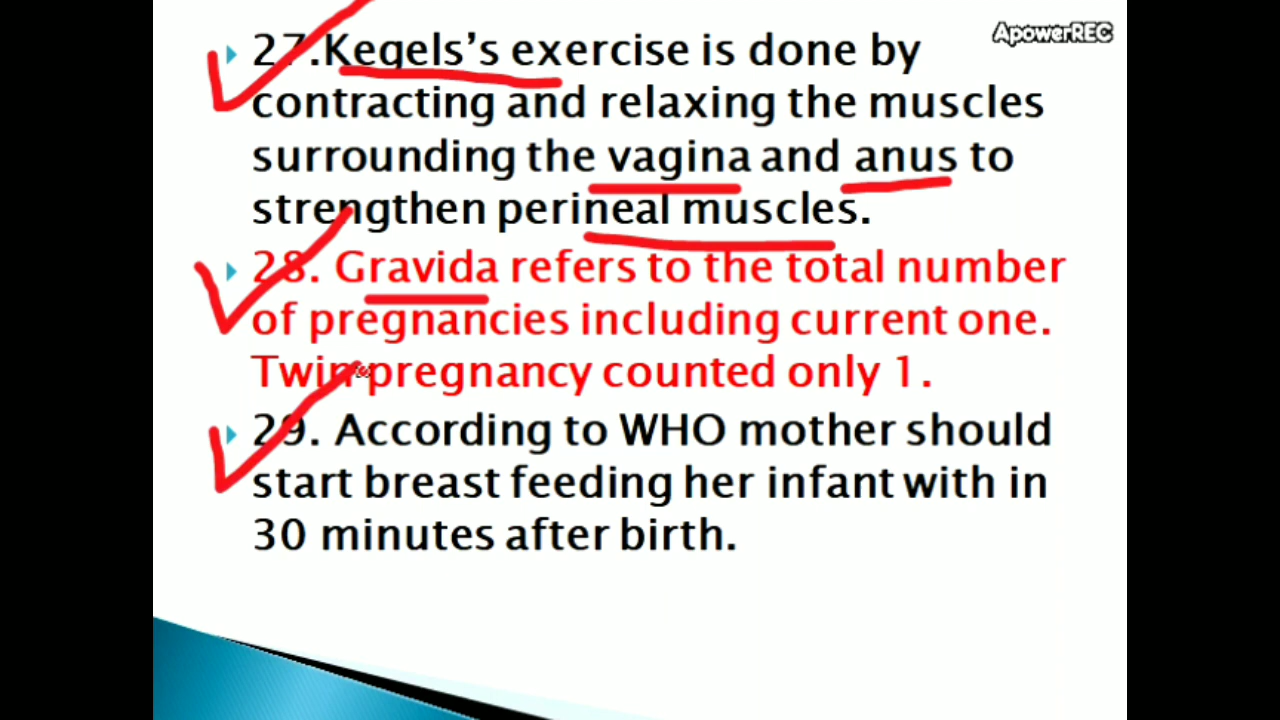 ApowerREC
27.Kegels's exercise is done by
contracting and relaxing the muscles
surrounding the vagina and anus to
strengthen perineal muscles.
28. Gravida refers to the total number
of pregnancies including current one.
Twin pregnancy counted only 1.
29. According to WHO mother should
start breast feeding her infant with in
30 minutes after birth.